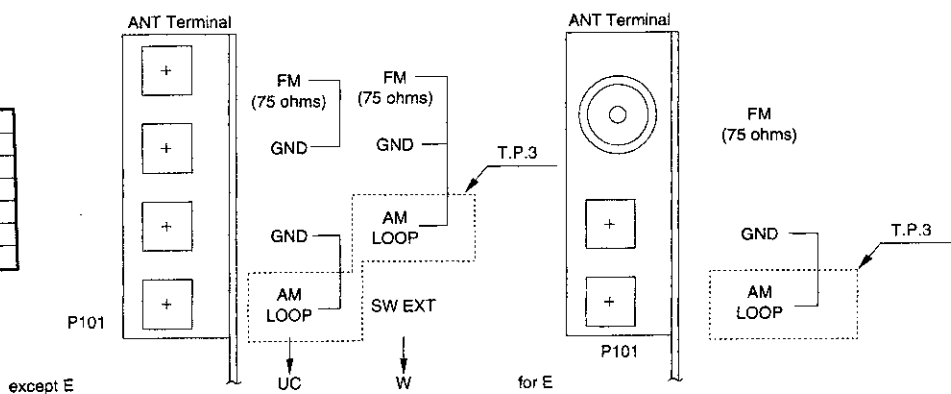 ANT Terminal
FM
(75 ohms)
GND
GND
AM
LOOP
UC
FM
(75 ohms)
GND
AM
LOOP
SW EXT
W
T.P.3
P101
except E
ANT Terminal
FM
(75 ohms)
GND
AM
LOOP
T.P.3
P101
for E